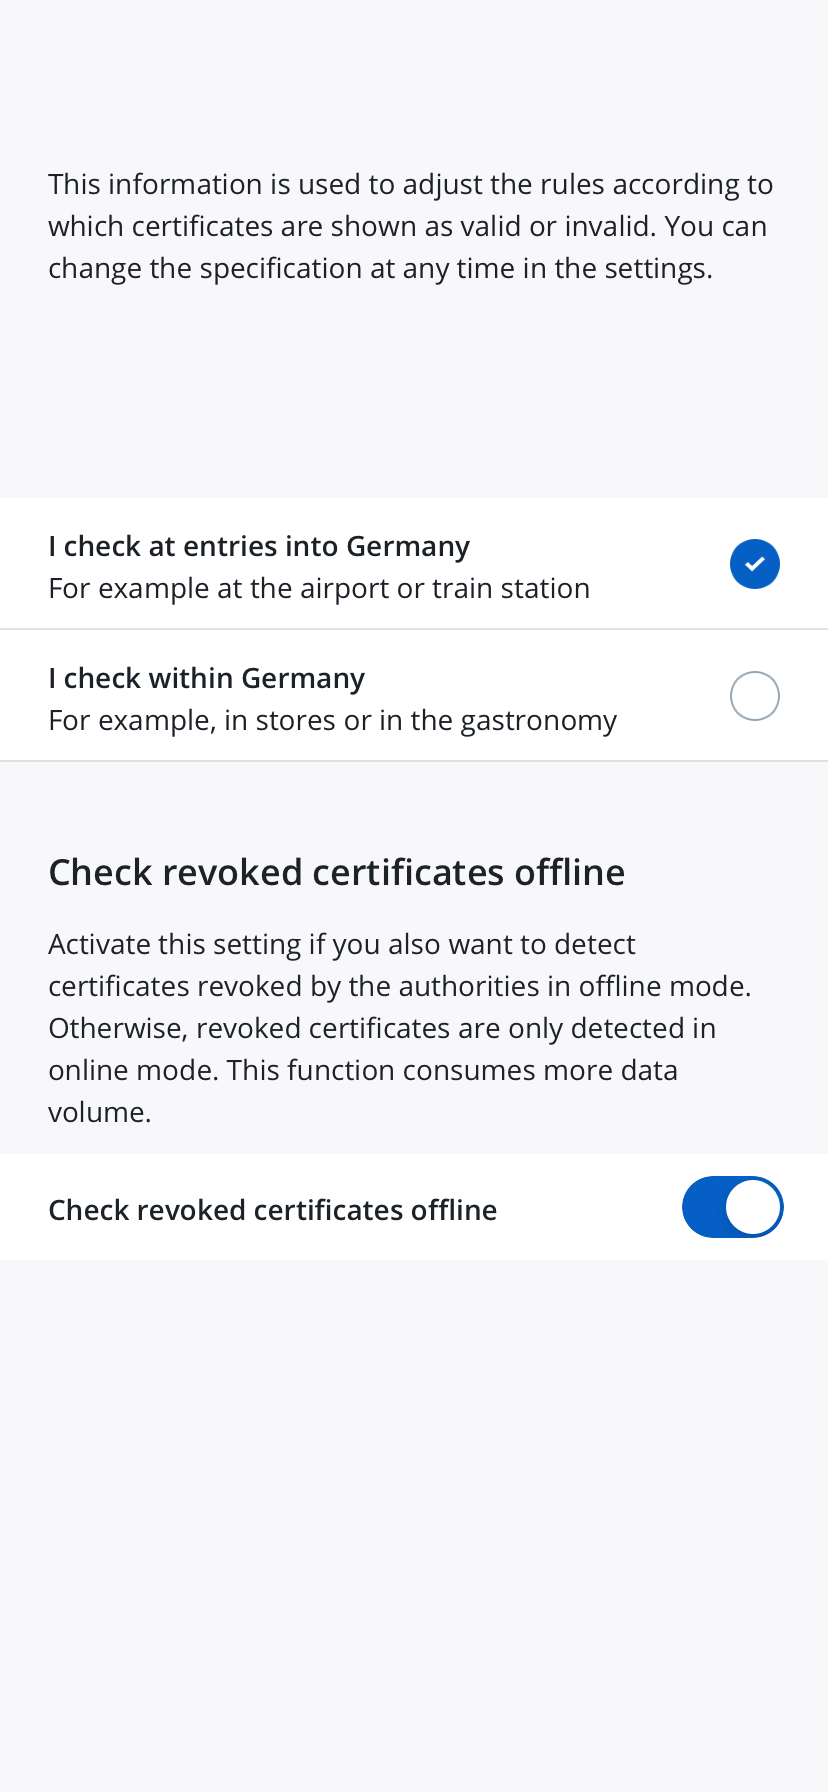 This information is used to adjust the rules according to
which certificates are shown as valid or invalid. You can
change the specification at any time in the settings.
I check at entries into Germany
For example at the airport or train station
I check within Germany
For example, in stores or in the gastronomy
Check revoked certificates offline
Activate this setting if you also want to detect
certificates revoked by the authorities in offline mode.
Otherwise, revoked certificates are only detected in
online mode. This function consumes more data
volume.
Check revoked certificates offline